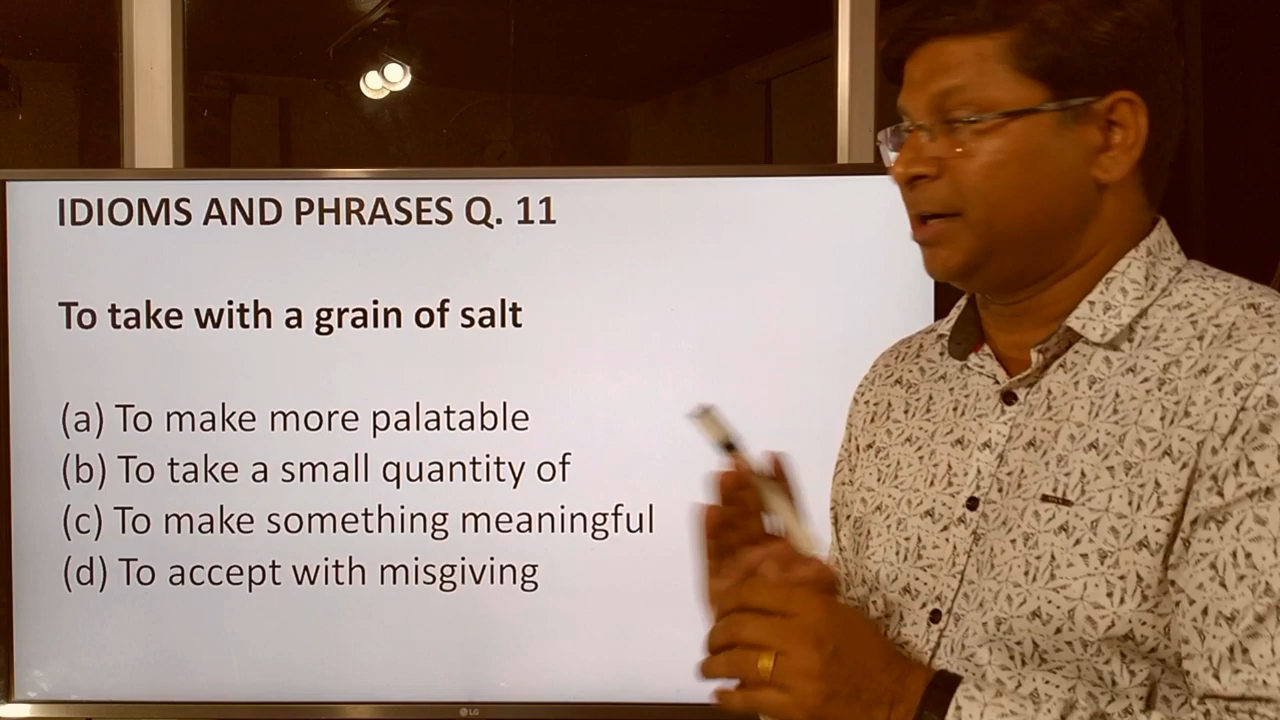 IDIOMS AND PHRASES Q. 11
To take with a grain of salt
(a) To make more palatable
(b) To take a small quantity of
(c) To make something meaningful
(d) To accept with misgiving
LG